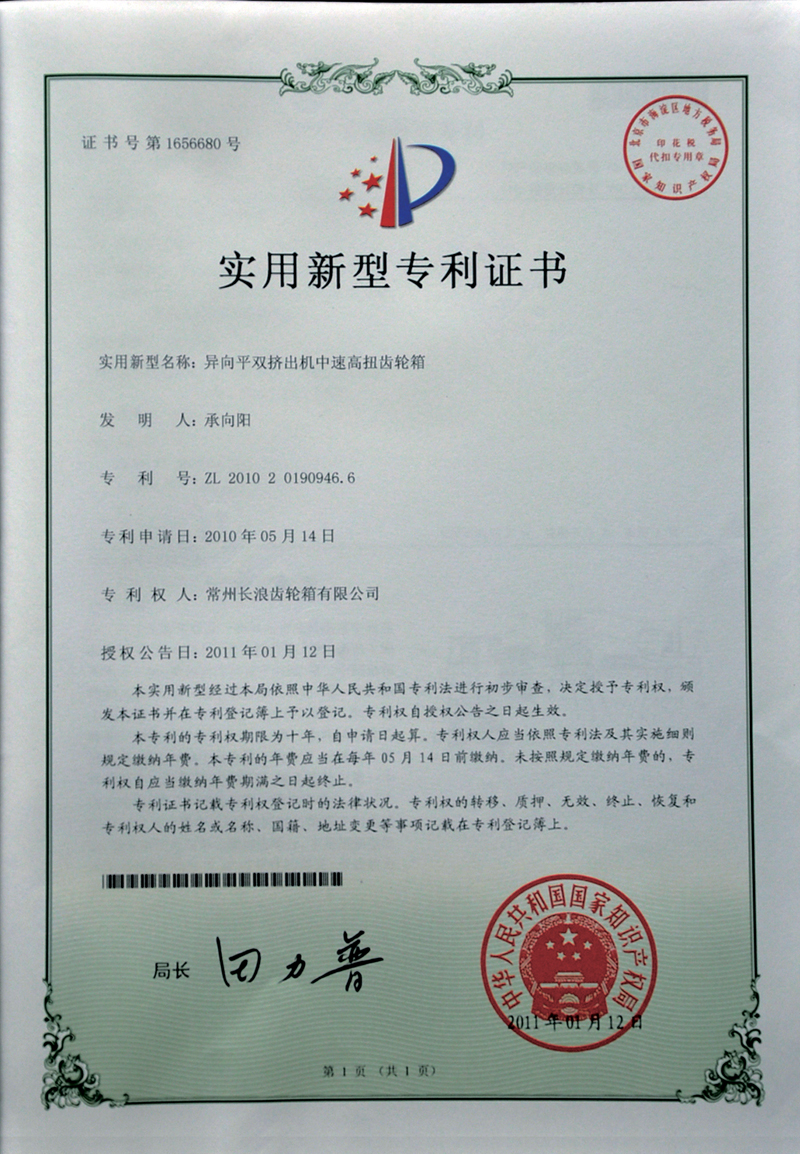 证书号第1656680号
北京市海淀区地方税务局
印花税
代扣专用章
国家知识产权局
实用新型专利证书
实用新型名称：异向平双挤出机中速高扭齿轮箱
发明人：承向阳
专利号：ZL 2010 2 0190946.6
专利申请日：2010年05月14日
专利权人：常州长浪齿轮箱有限公司
授权公告日：2011年01月12日
本实用新型经过本局依照中华人民共和国专利法进行初步审查，决定授予专利权，颁
发本证书并在专利登记簿上予以登记。专利权自授权公告之日起生效。
本专利的专利权期限为十年，自申请日起算。专利权人应当依照专利法及其实施细则
规定缴纳年费。本专利的年费应当在每年05月14日前缴纳。未按照规定缴纳年费的，专
利权自应当缴纳年费期满之日起终止。
专利证书记载专利权登记时的法律状况。专利权的转移、质押、无效、终止、恢复和
专利权人的姓名或名称、国籍、地址变更等事项记载在专利登记簿上。
局长 田力普
中华人民共和国国家知识产权局
2011年01月12日
第1页（共1页）